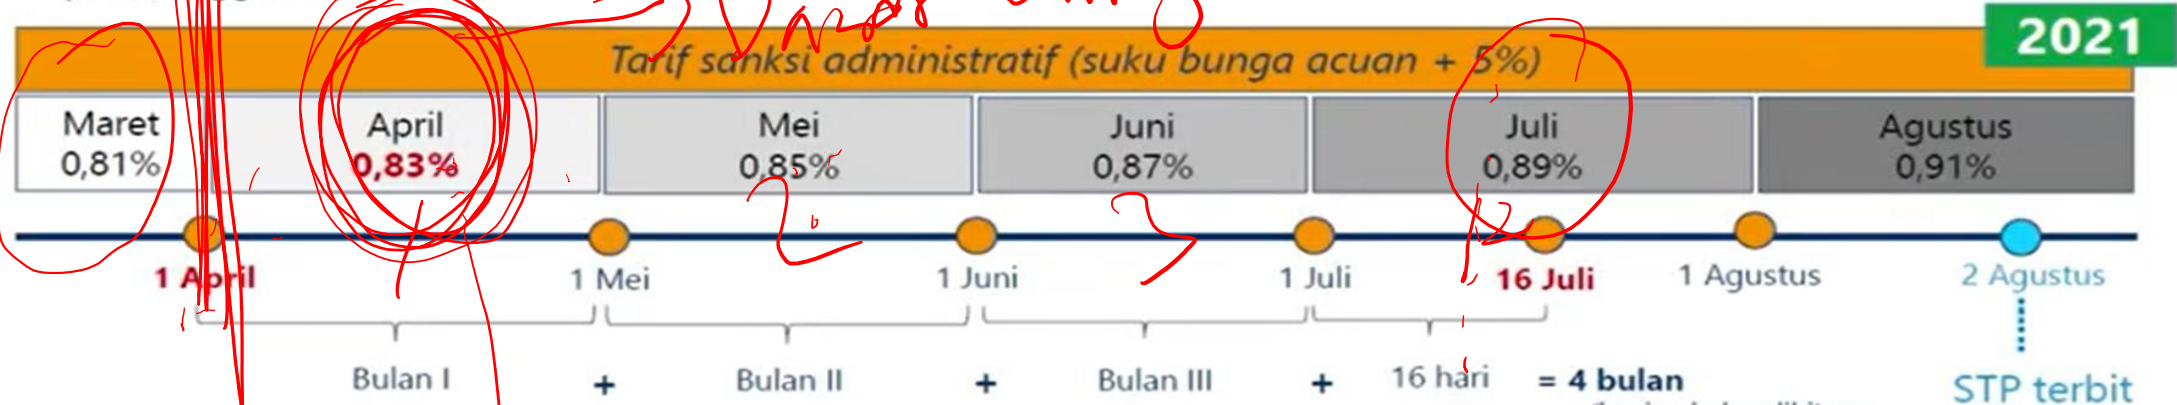 2021
Tarif sanksi administratif (suku bunga acuan + 5%)
Maret April Mei Juni Juli Agustus
0,81% 0,83% 0,85% 0,87% 0,89% 0,91%
2 3
1 April 1 Mei 1 Juni 1 Juli 16 Juli 1 Agustus 2 Agustus
Bulan I + Bulan II + Bulan III + 16 hari = 4 bulan STP terbit